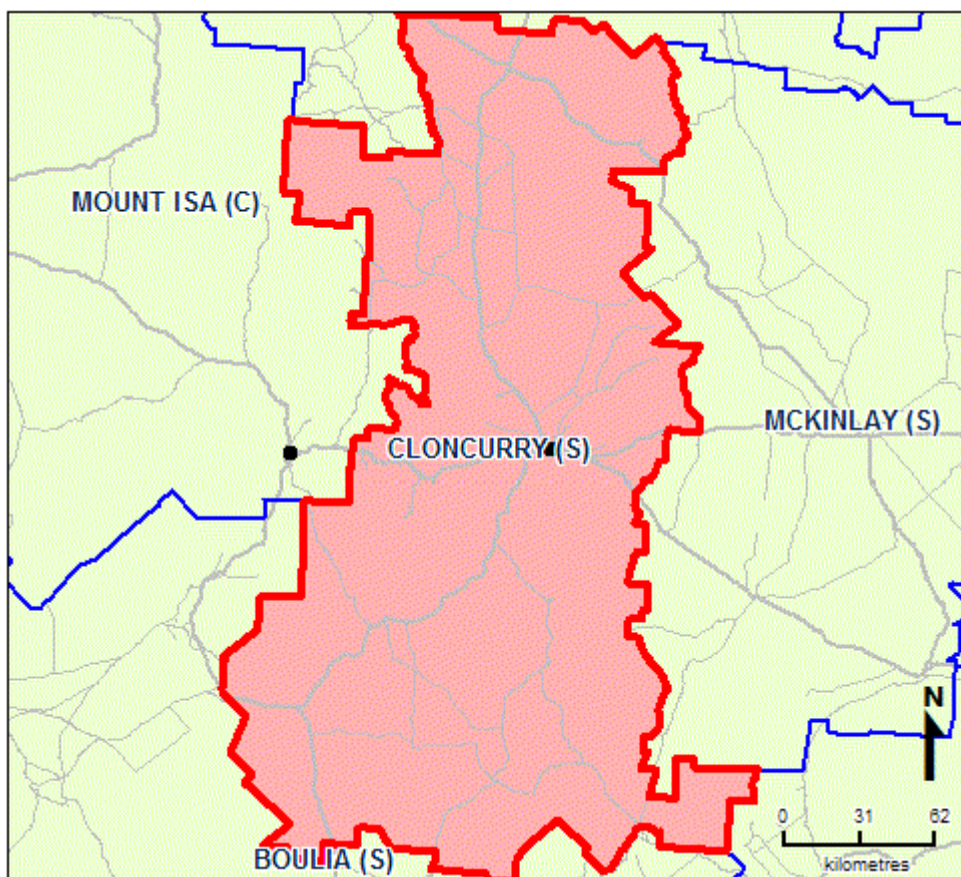 MOUNT ISA (C)
MCKINLAY (S)
CLONCURRY (S)
N
0 31 62
kilometres
BOULIA (S)